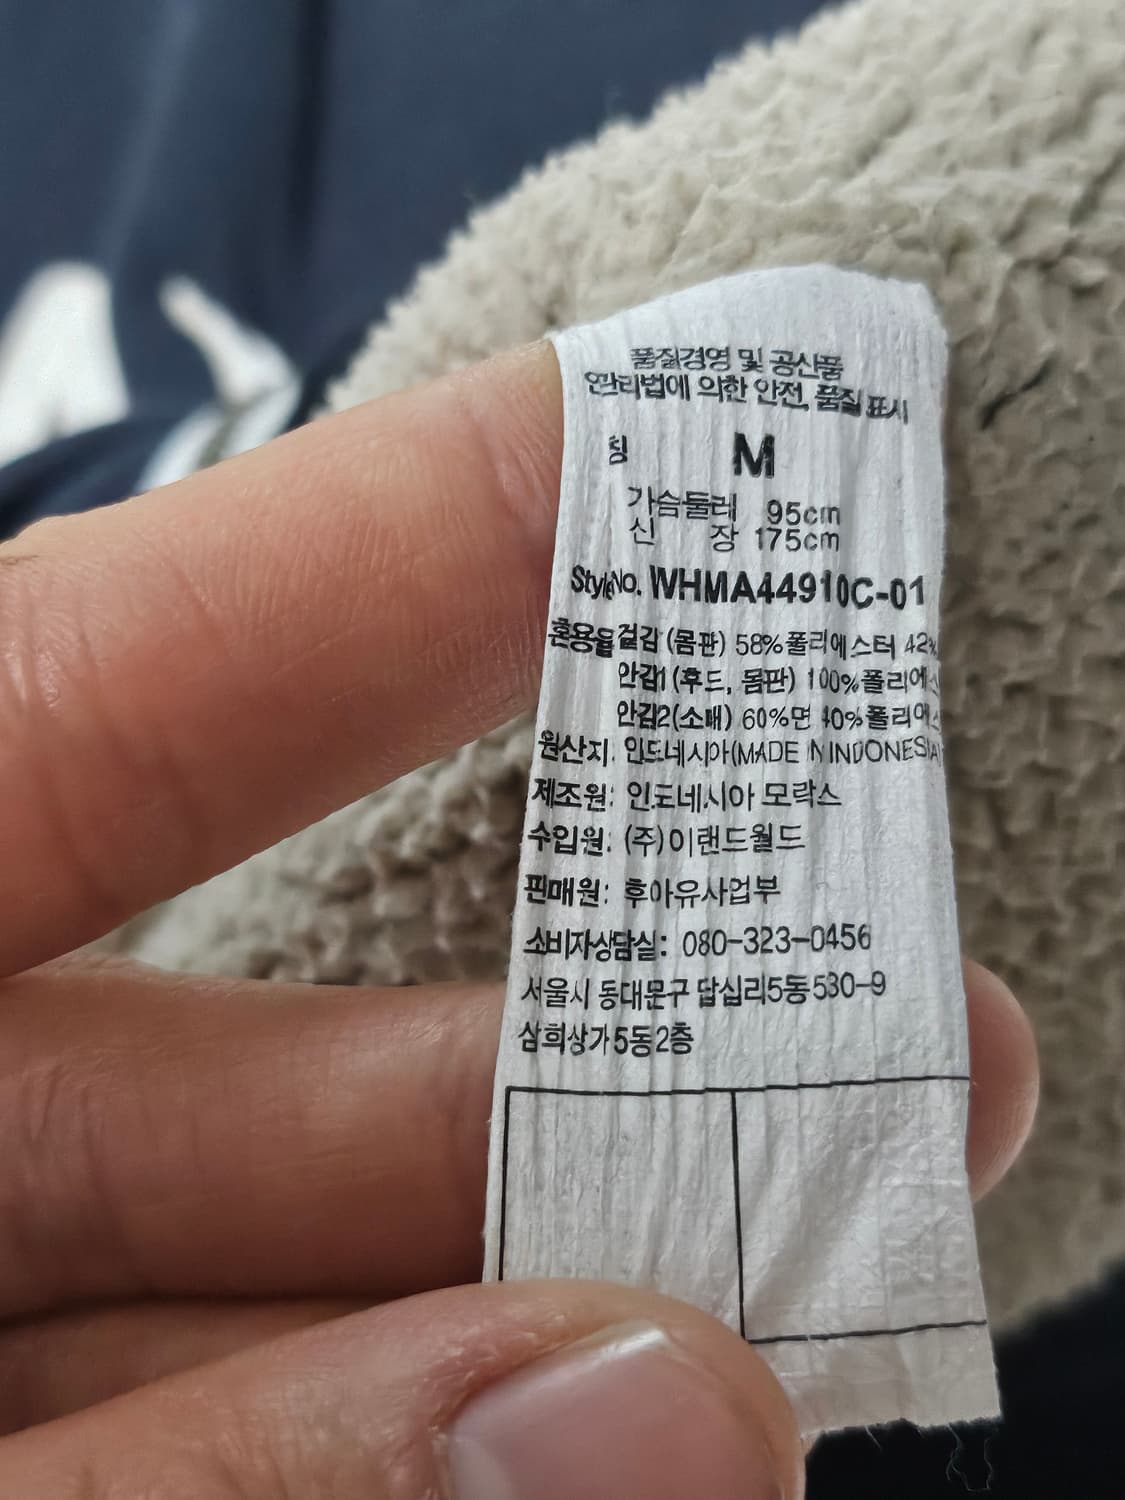 품질경영 및 공산품
안전관리법에 의한 안전, 품질 표시
칭 M
가슴둘레 95cm
신 장 175cm
Style No. WHMA44910C-01
혼용율 겉감 (몸판) 58%폴리에스터 42%
안감1 (후드, 몸판) 100%폴리에스
안감2(소매) 60%면 40%폴리에스
원산지: 인도네시아(MADE IN INDONESIA)
제조원: 인도네시아 모락스
수입원: (주)이랜드월드
판매원: 후아유사업부
소비자상담실: 080-323-0456
서울시 동대문구 답십리5동 530-9
삼희상가 5동 2층